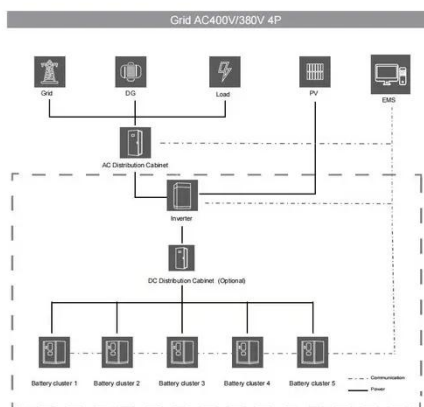 Grid AC400V/380V 4P
Grid DG Load PV EMS
AC Distribution Cabinet
Inverter
DC Distribution Cabinet (Optional)
Battery cluster 1 Battery cluster 2 Battery cluster 3 Battery cluster 4 Battery cluster 5
Communication
Power